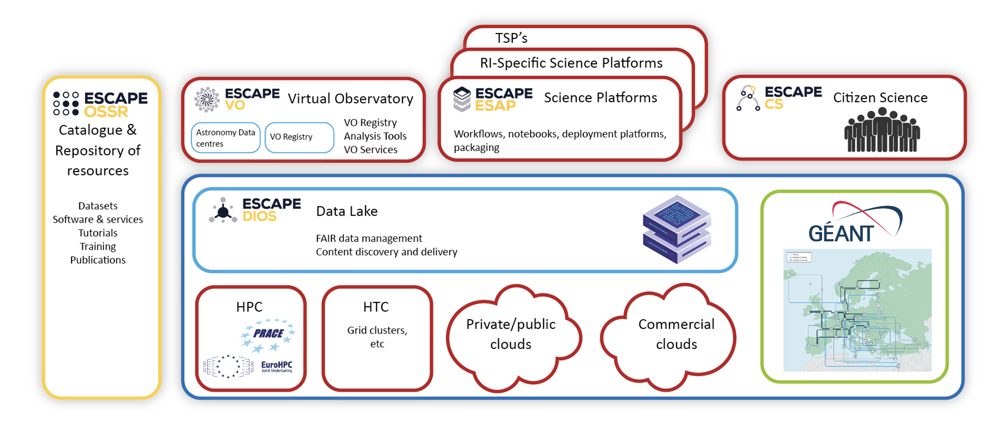 ESCAPE
OSSR
Catalogue &
Repository of
resources
Datasets
Software & services
Tutorials
Training
Publications
ESCAPE
VO
Virtual Observatory
Astronomy Data
centres
VO Registry
VO Registry
Analysis Tools
VO Services
TSP’s
RI-Specific Science Platforms
ESCAPE
ESAP
Science Platforms
Workflows, notebooks, deployment platforms,
packaging
ESCAPE
CS
Citizen Science
ESCAPE
DIOS
Data Lake
FAIR data management
Content discovery and delivery
HPC
PRACE
EuroHPC
Joint Undertaking
HTC
Grid clusters,
etc
Private/public
clouds
Commercial
clouds
GÉANT